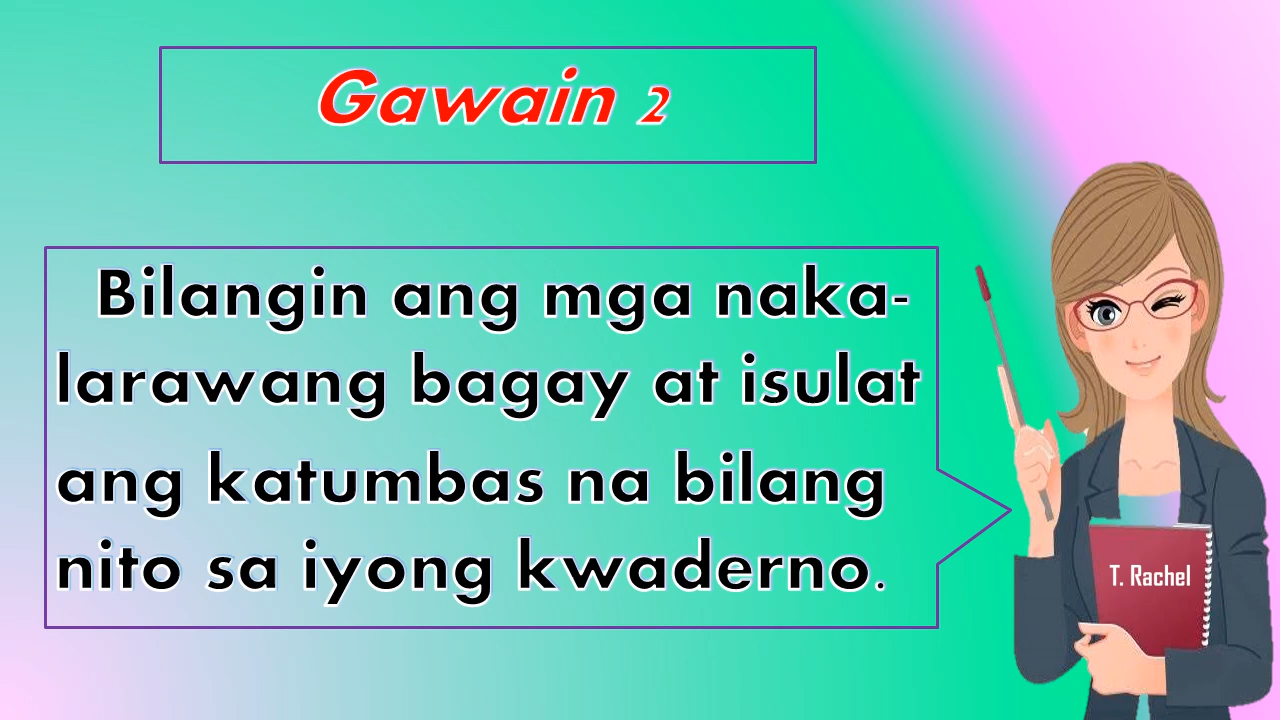 Gawain 2
Bilangin ang mga naka-
larawang bagay at isulat
ang katumbas na bilang
nito sa iyong kwaderno.
T. Rachel